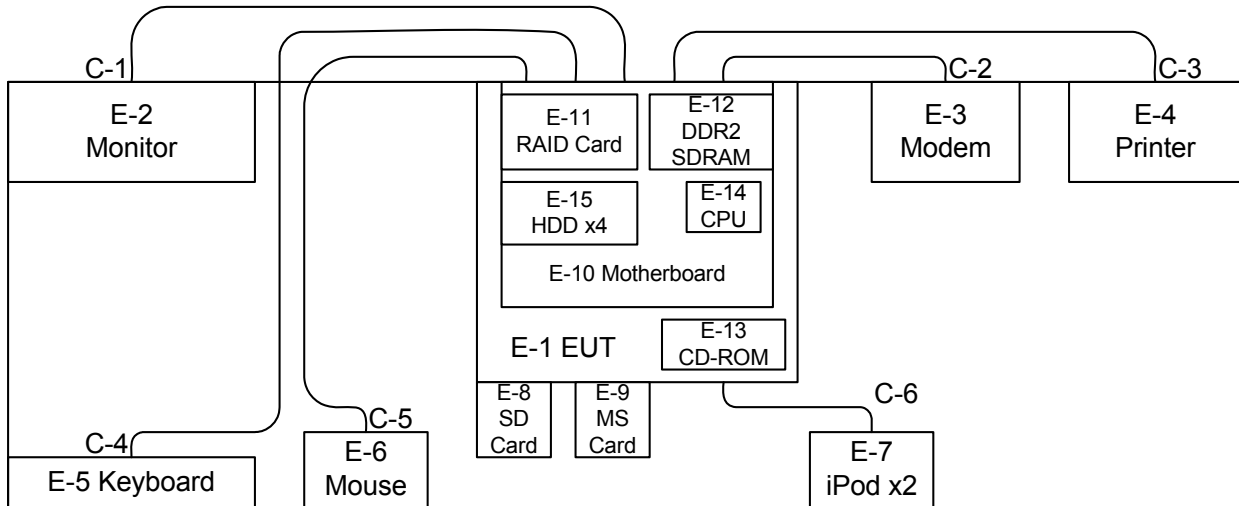 C-1
C-2
C-3
E-2
Monitor
E-11
RAID Card
E-12
DDR2
SDRAM
E-3
Modem
E-4
Printer
E-15
HDD x4
E-14
CPU
E-10 Motherboard
E-1 EUT
E-13
CD-ROM
E-8
SD
Card
E-9
MS
Card
C-6
C-4
C-5
E-5 Keyboard
E-6
Mouse
E-7
iPod x2